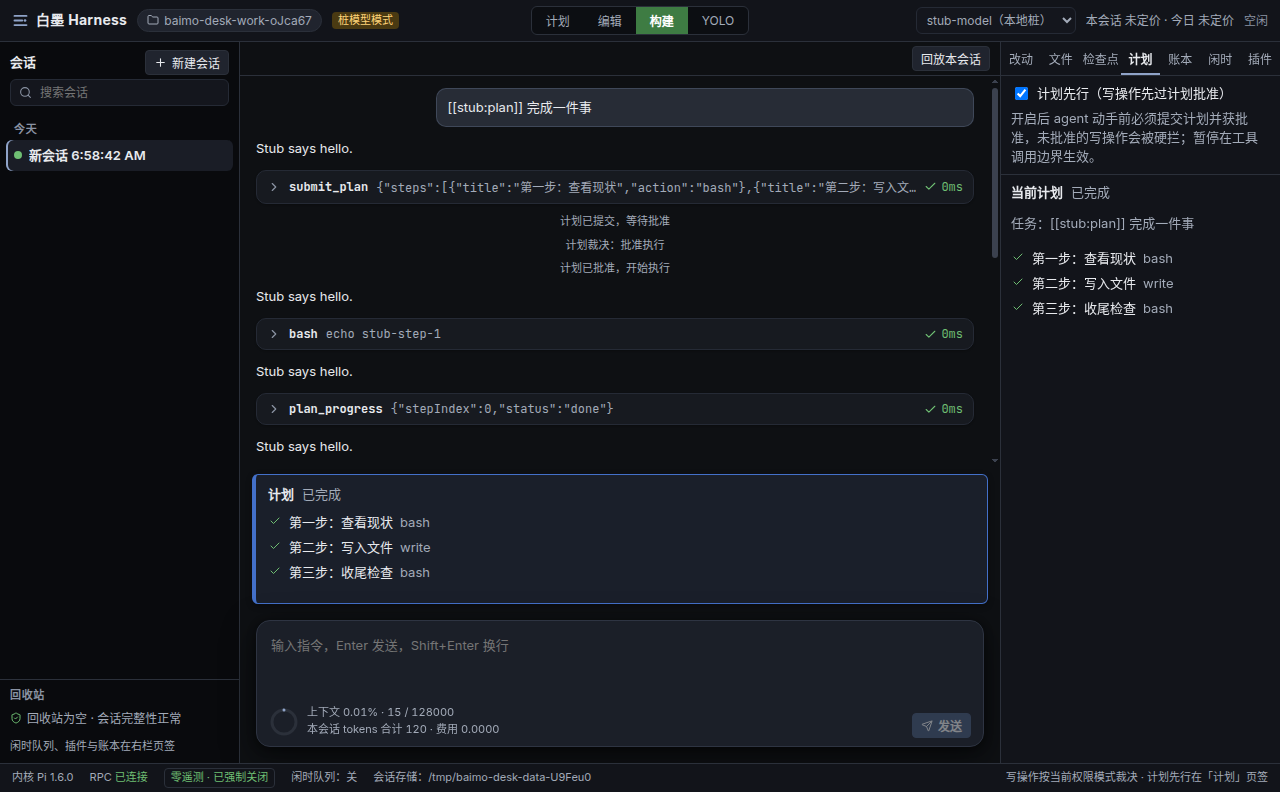 白墨 Harness
baimo-desk-work-oJca67
桩模型模式
计划
编辑
构建
YOLO
stub-model（本地桩）
本会话 未定价 · 今日 未定价
空闲
会话
新建会话
搜索会话
今天
新会话 6:58:42 AM
回收站
回收站为空 · 会话完整性正常
闲时队列、插件与账本在右栏页签
回放本会话
[[stub:plan]] 完成一件事
Stub says hello.
submit_plan {"steps":[{"title":"第一步：查看现状","action":"bash"},{"title":"第二步：写入文… 0ms
计划已提交，等待批准
计划裁决：批准执行
计划已批准，开始执行
Stub says hello.
bash echo stub-step-1 0ms
Stub says hello.
plan_progress {"stepIndex":0,"status":"done"} 0ms
Stub says hello.
计划 已完成
第一步：查看现状 bash
第二步：写入文件 write
第三步：收尾检查 bash
输入指令，Enter 发送，Shift+Enter 换行
上下文 0.01% · 15 / 128000
本会话 tokens 合计 120 · 费用 0.0000
发送
改动
文件
检查点
计划
账本
闲时
插件
计划先行（写操作先过计划批准）
开启后 agent 动手前必须提交计划并获批
准，未批准的写操作会被硬拦；暂停在工具
调用边界生效。
当前计划 已完成
任务：[[stub:plan]] 完成一件事
第一步：查看现状 bash
第二步：写入文件 write
第三步：收尾检查 bash
内核 Pi 1.6.0
RPC 已连接
零遥测 · 已强制关闭
闲时队列：关
会话存储：/tmp/baimo-desk-data-U9Feu0
写操作按当前权限模式裁决 · 计划先行在「计划」页签